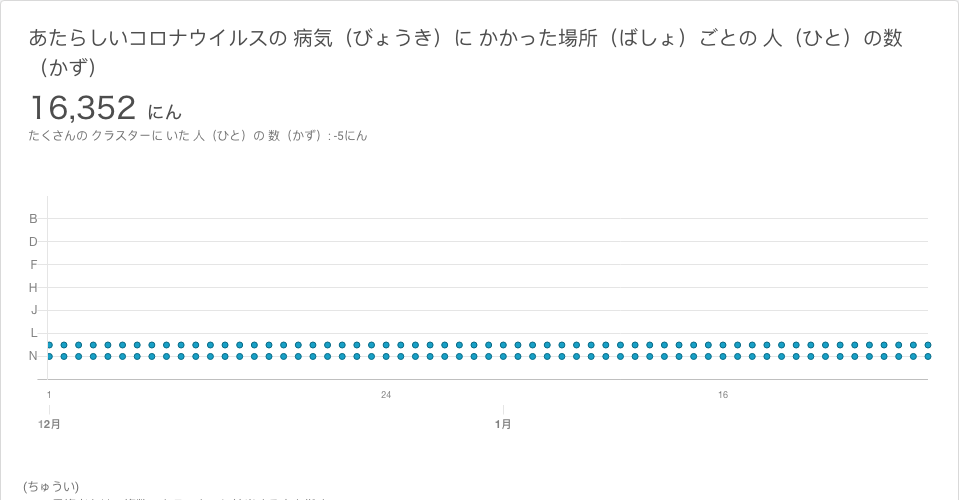 あたらしいコロナウイルスの 病気（びょうき）に かかった場所（ばしょ）ごとの 人（ひと）の数
（かず）
16,352 にん
たくさんの クラスターに いた 人（ひと）の 数（かず）: -5にん
B
D
F
H
J
L
N
1
24
16
12月
1月
(ちゅうい)